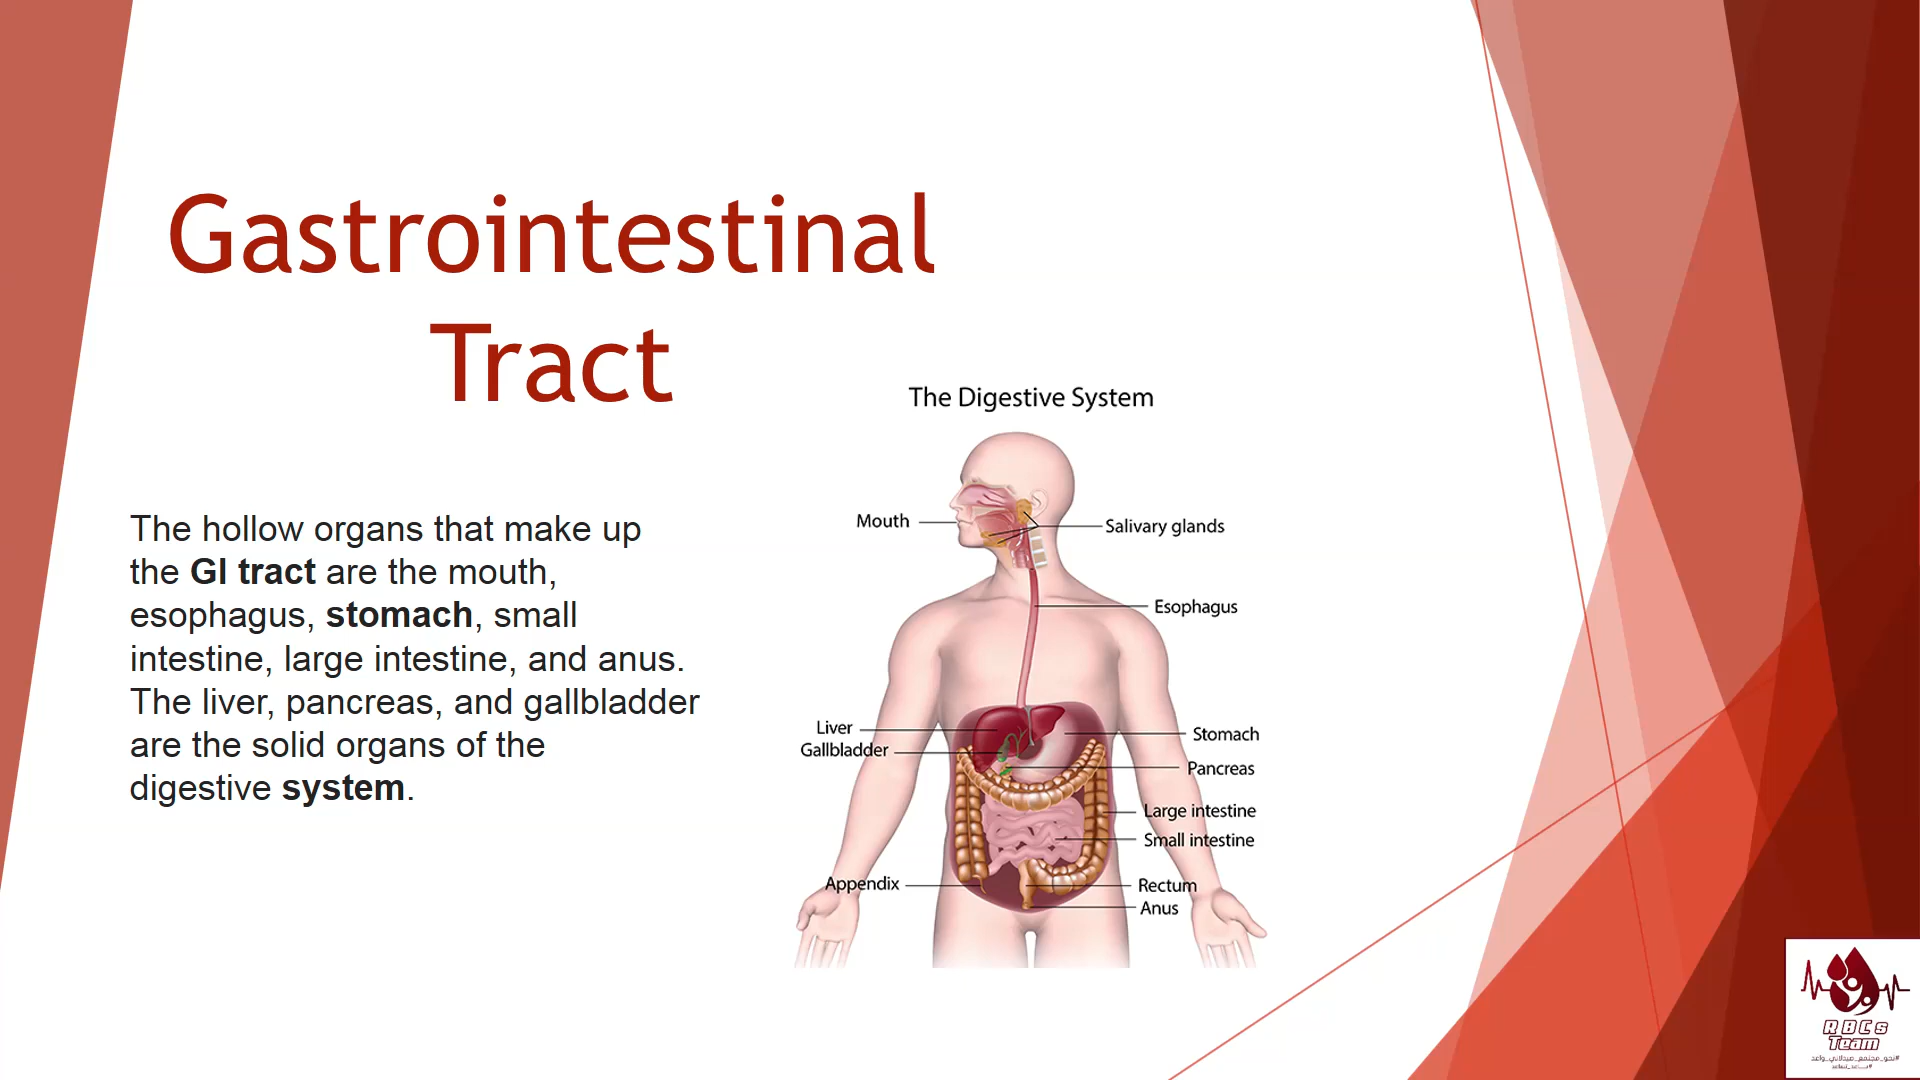 Gastrointestinal
Tract
The hollow organs that make up
the GI tract are the mouth,
esophagus, stomach, small
intestine, large intestine, and anus.
The liver, pancreas, and gallbladder
are the solid organs of the
digestive system.
The Digestive System
Mouth
Salivary glands
Esophagus
Liver
Gallbladder
Stomach
Pancreas
Large intestine
Small intestine
Appendix
Rectum
Anus
RBCs
Team
#نحو_مجتمع_صيدلاني_واعد